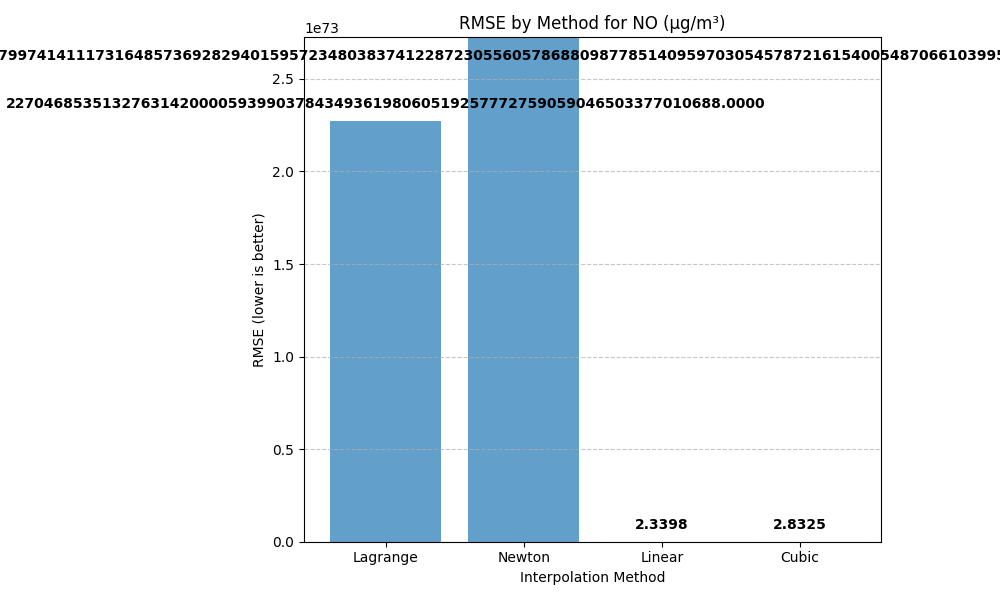 RMSE by Method for NO (µg/m³)
1e73
79974141117316485736928294015957234803837412287230556057868809877851409597030545787216154005487066103995
2.5
22704685351327631420000593990378434936198060519257772759059046503377010688.0000
2.0
1.5
1.0
0.5
0.0
RMSE (lower is better)
2.3398 2.8325
Lagrange Newton Linear Cubic
Interpolation Method